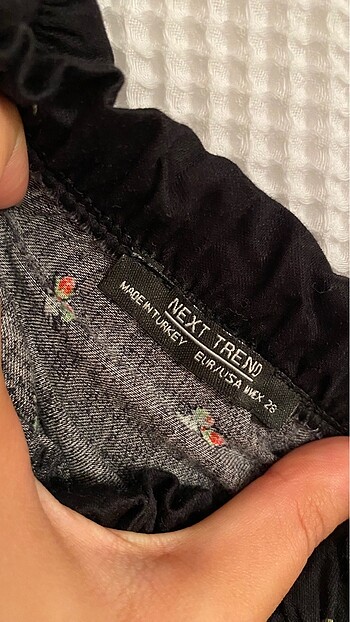 NEXT TREND
MADE IN TURKEY EUR/USA MEX 28